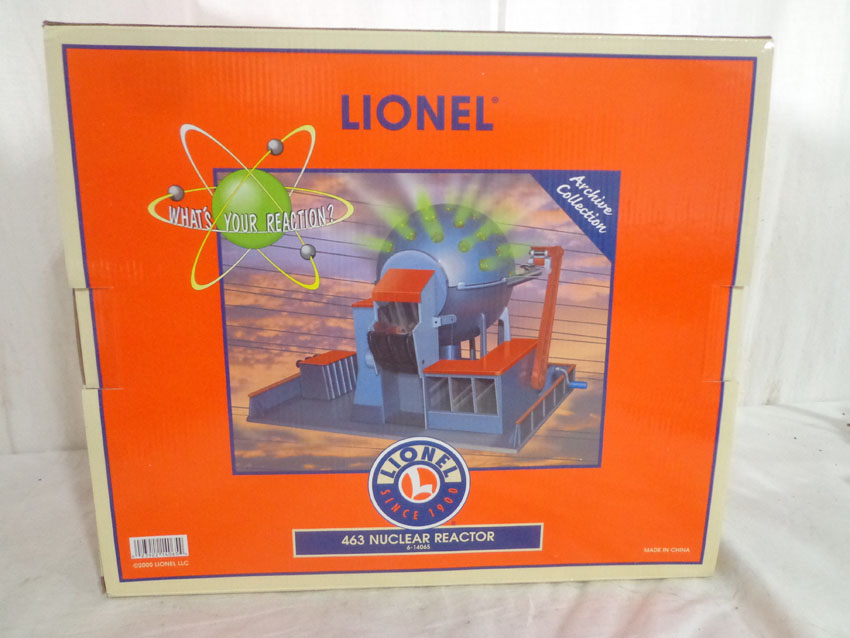 LIONEL®
Archive
Collection
WHAT'S YOUR REACTION?
LIONEL
L
SINCE 1900
®
463 NUCLEAR REACTOR
6-14065
©2000 LIONEL LLC
MADE IN CHINA